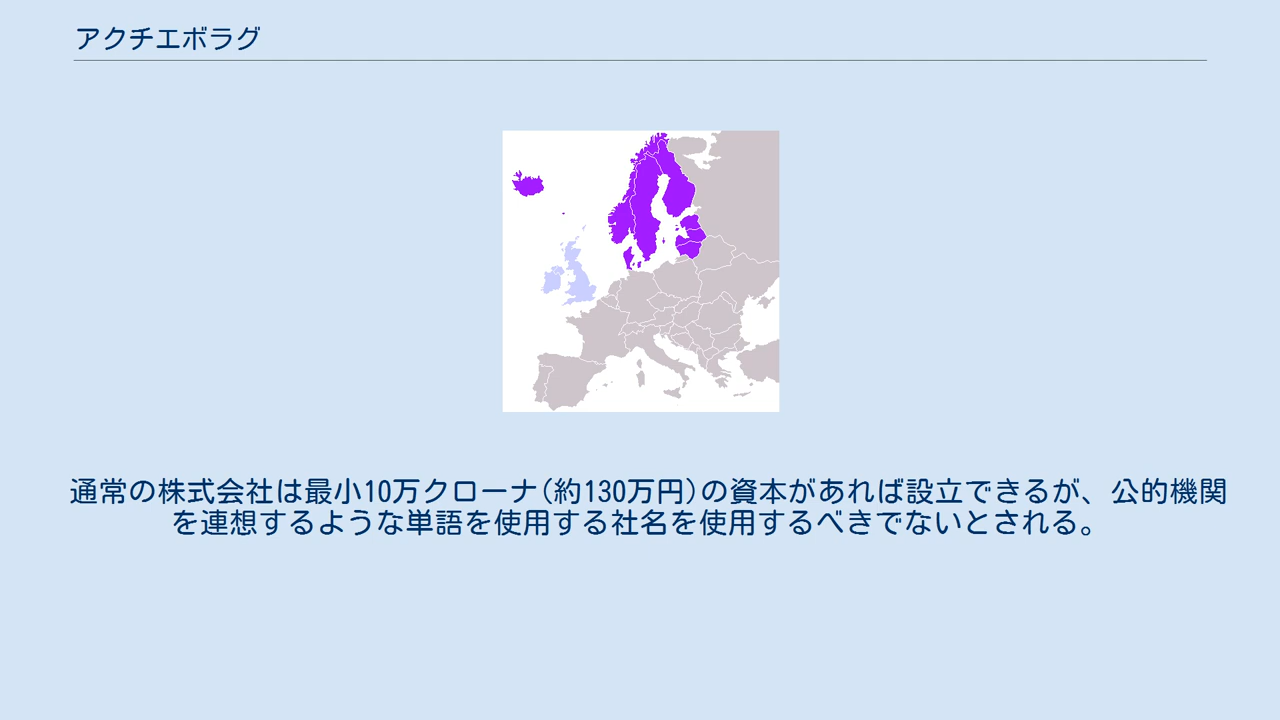 アクチエボラグ
通常の株式会社は最小10万クローナ(約130万円)の資本があれば設立できるが、公的機関
を連想するような単語を使用する社名を使用するべきでないとされる。